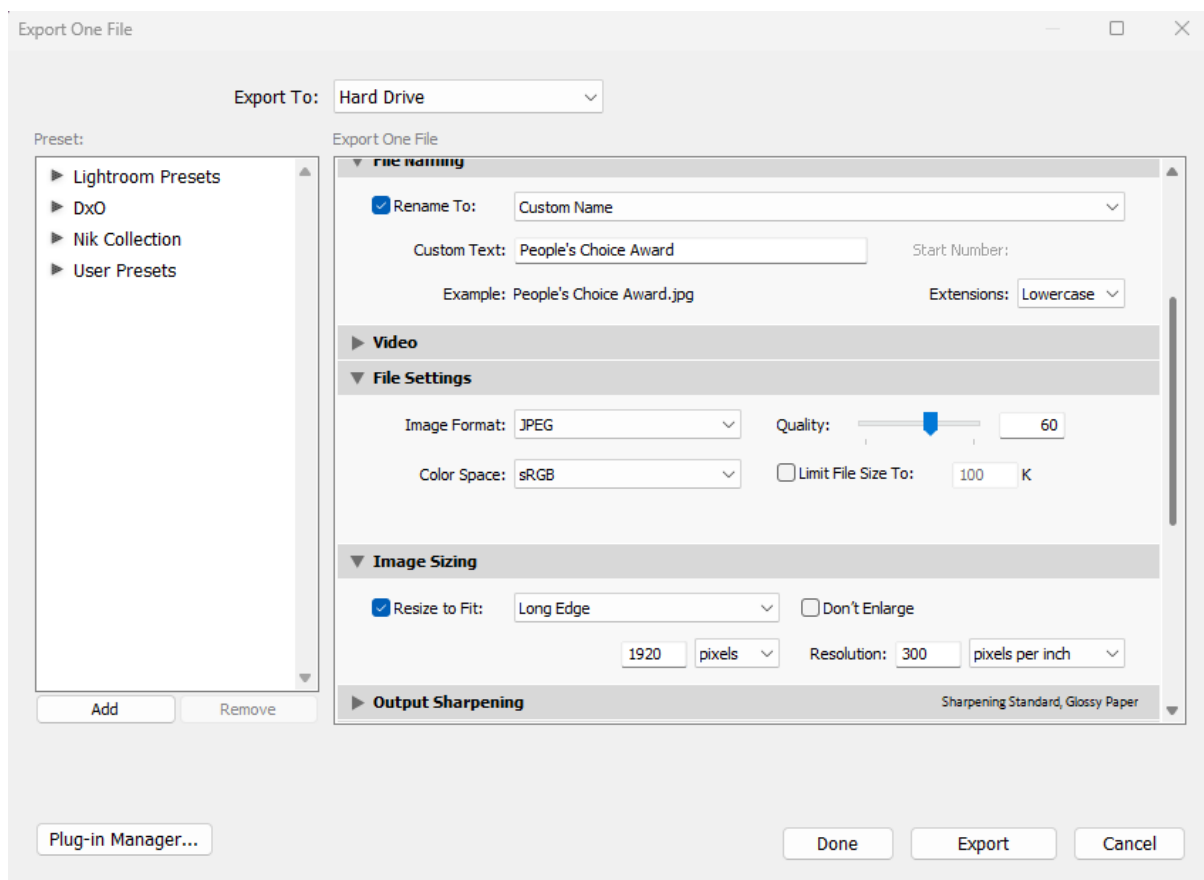 Export One File
Export To: Hard Drive
Preset:
Export One File
Lightroom Presets
DxO
Nik Collection
User Presets
Add
Remove
File Naming
Rename To: Custom Name
Custom Text: People's Choice Award Start Number:
Example: People's Choice Award.jpg Extensions: Lowercase
Video
File Settings
Image Format: JPEG Quality: 60
Color Space: sRGB Limit File Size To: 100 K
Image Sizing
Resize to Fit: Long Edge Don't Enlarge
1920 pixels Resolution: 300 pixels per inch
Output Sharpening Sharpening Standard, Glossy Paper
Plug-in Manager... Done Export Cancel